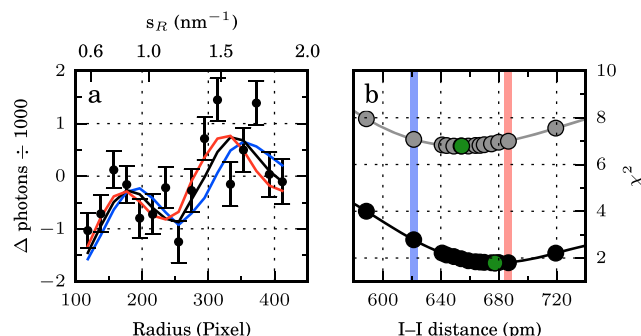 s_R (nm⁻¹)
0.6 1.0 1.5 2.0
a
2
1
0
−1
−2
Δ photons ÷ 1000
100 200 300 400
Radius (Pixel)
b
10
8
6
4
2
χ²
600 640 680 720
I–I distance (pm)